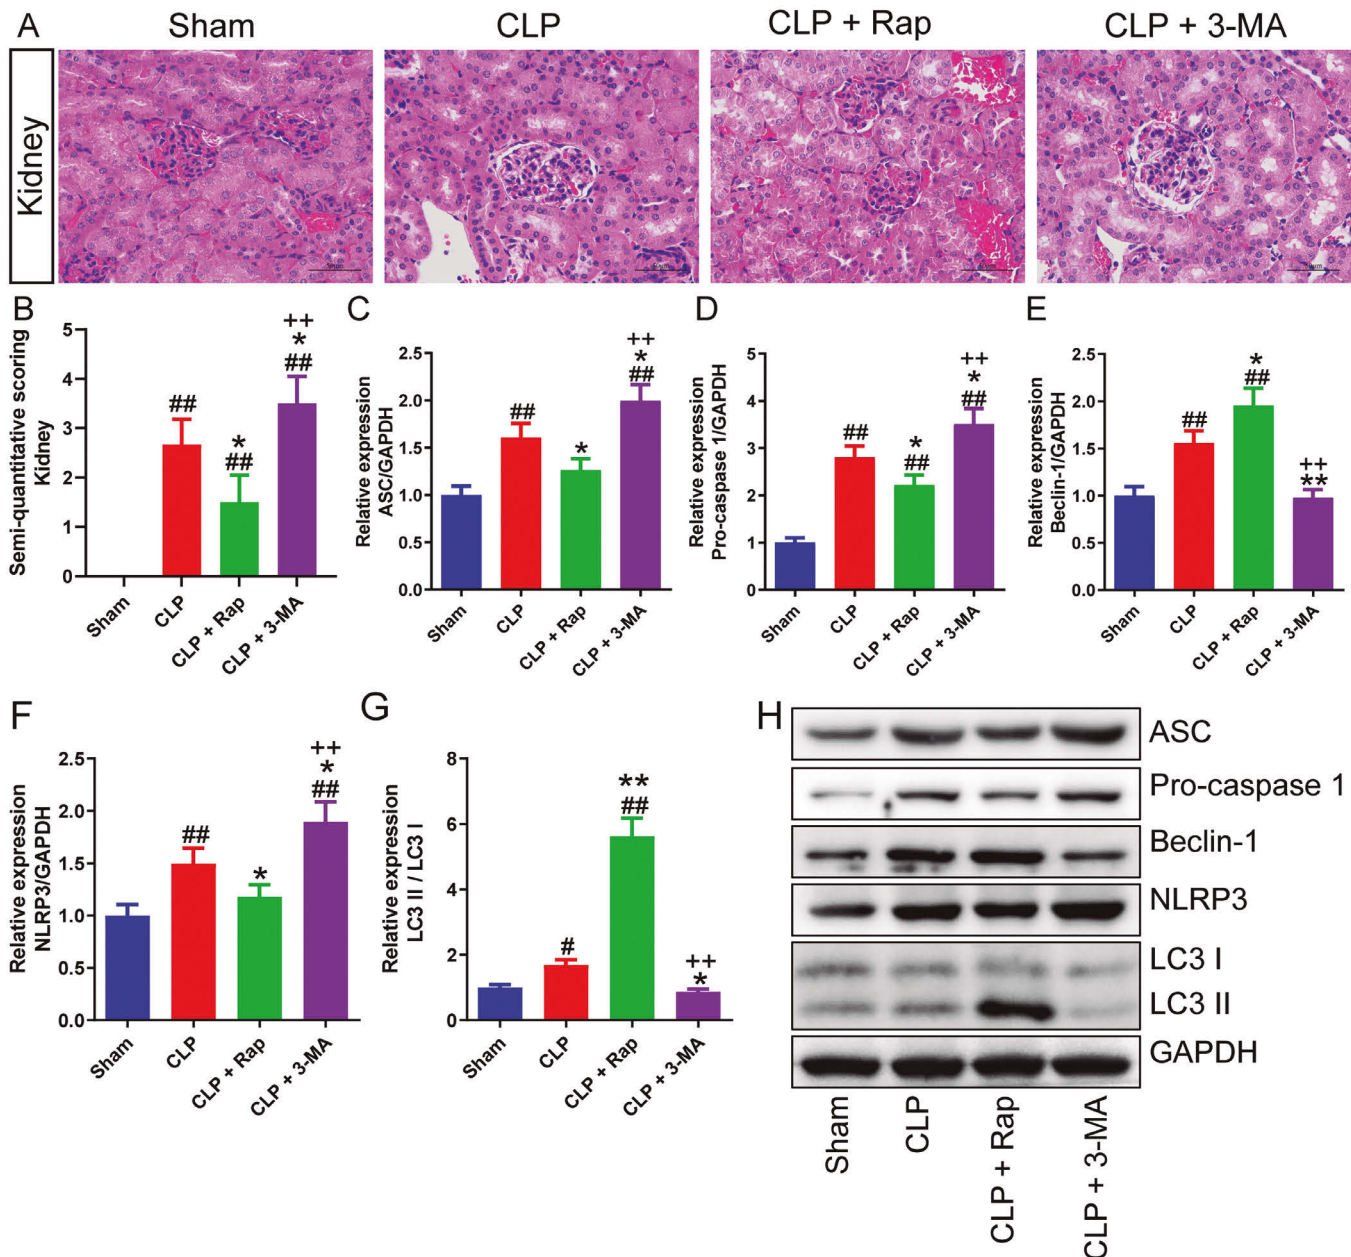 A
Sham
CLP
CLP + Rap
CLP + 3-MA
Kidney
B
Semi-quantitative scoring
Kidney
5
4
3
2
1
0
##
*
##
++
*
##
Sham
CLP
CLP + Rap
CLP + 3-MA
C
Relative expression
ASC/GAPDH
2.5
2.0
1.5
1.0
0.5
0.0
##
*
++
*
##
Sham
CLP
CLP + Rap
CLP + 3-MA
D
Relative expression
Pro-caspase 1/GAPDH
5
4
3
2
1
0
##
*
##
++
*
##
Sham
CLP
CLP + Rap
CLP + 3-MA
E
Relative expression
Beclin-1/GAPDH
2.5
2.0
1.5
1.0
0.5
0.0
##
*
##
++
**
Sham
CLP
CLP + Rap
CLP + 3-MA
F
Relative expression
NLRP3/GAPDH
2.5
2.0
1.5
1.0
0.5
0.0
##
*
++
*
##
Sham
CLP
CLP + Rap
CLP + 3-MA
G
Relative expression
LC3 II / LC3 I
8
6
4
2
0
#
**
##
++
*
Sham
CLP
CLP + Rap
CLP + 3-MA
H
ASC
Pro-caspase 1
Beclin-1
NLRP3
LC3 I
LC3 II
GAPDH
Sham
CLP
CLP + Rap
CLP + 3-MA